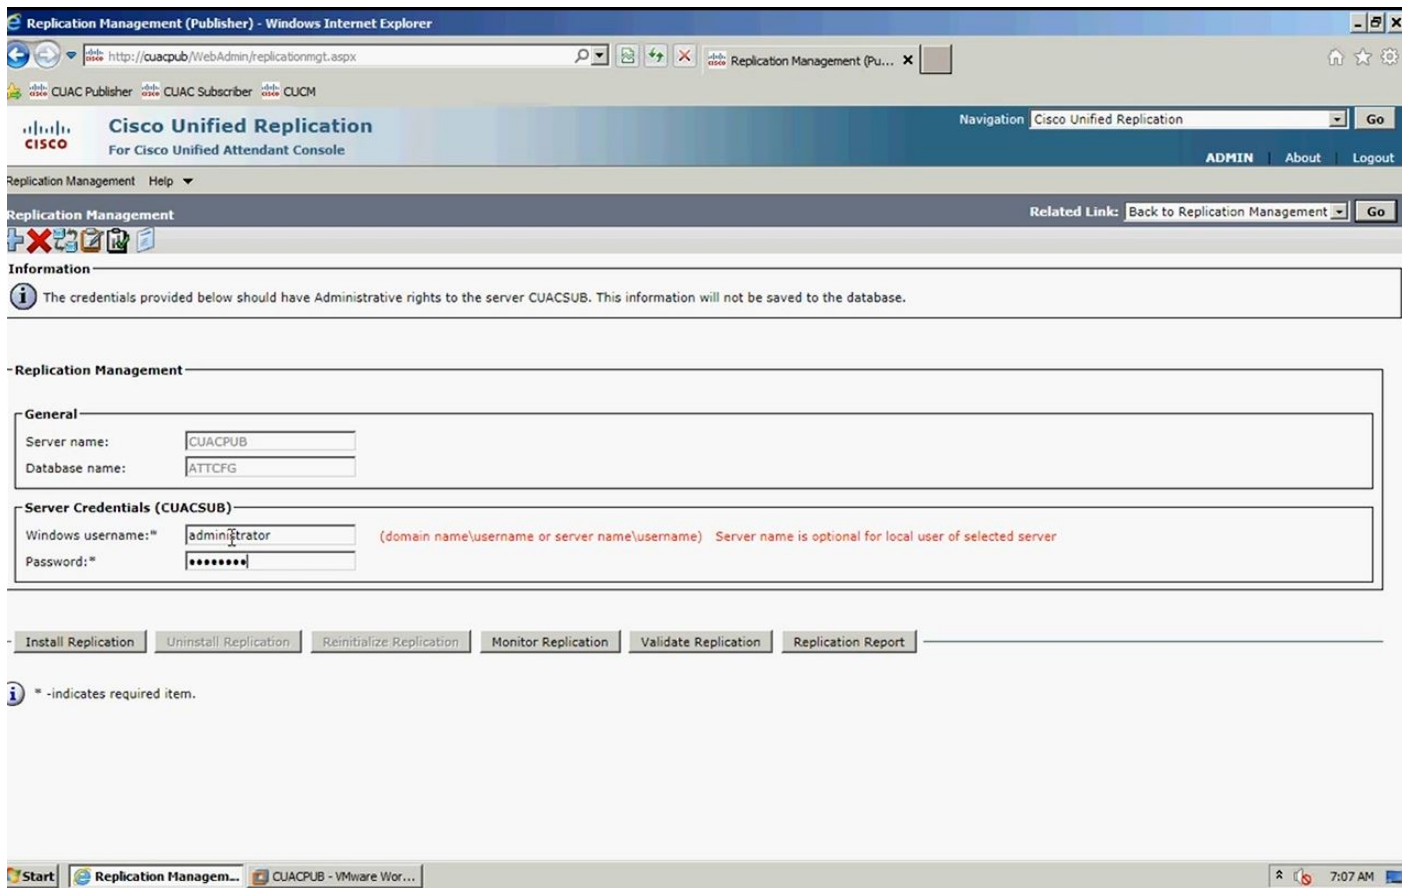 Replication Management (Publisher) - Windows Internet Explorer
http://cuacpub/WebAdmin/replicationmgt.aspx
Replication Management (Pu...
CUAC Publisher CUAC Subscriber CUCM
CISCO
Cisco Unified Replication
For Cisco Unified Attendant Console
Navigation Cisco Unified Replication Go
ADMIN | About | Logout
Replication Management Help
Replication Management
Related Link: Back to Replication Management Go
Information
The credentials provided below should have Administrative rights to the server CUACSUB. This information will not be saved to the database.
Replication Management
General
Server name: CUACPUB
Database name: ATTCFG
Server Credentials (CUACSUB)
Windows username:* administrator (domain name\username or server name\username) Server name is optional for local user of selected server
Password:* ••••••••
Install Replication Uninstall Replication Reinitialize Replication Monitor Replication Validate Replication Replication Report
* -indicates required item.
Start Replication Managem... CUACPUB - VMware Wor... 7:07 AM